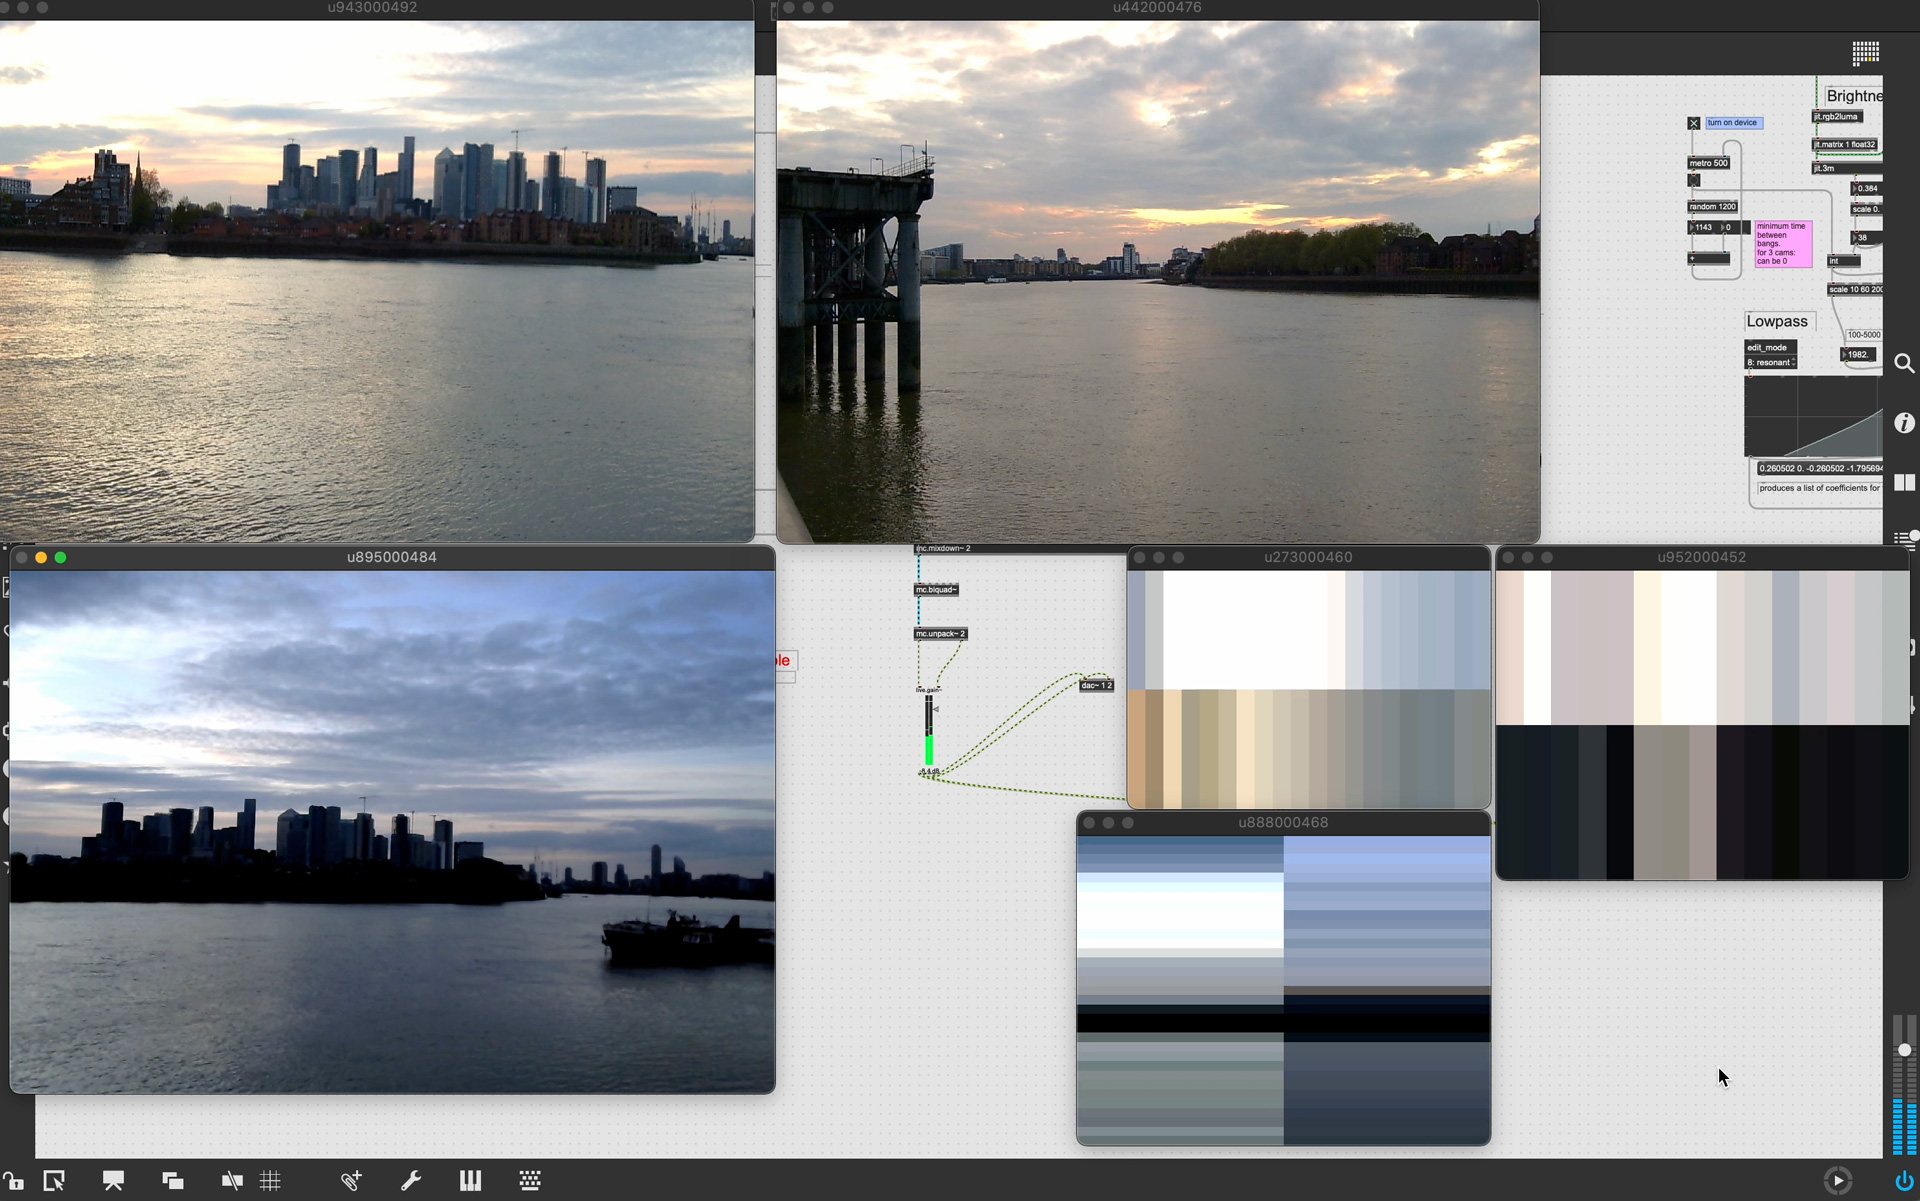 u943000492
u442000476
Brightne
turn on device
jit.rgb2luma
metro 500
jit.matrix 1 float32
jit.3m
0.384
random 1200
scale 0.
1143 0
minimum time
between
bangs.
for 3 cams:
can be 0
38
+
int
scale 10 60 200
Lowpass
100-5000
edit_mode
8: resonant
1982.
0.260502 0. -0.260502 -1.795694
produces a list of coefficients for
u895000484
mc.mixdown~ 2
u273000460
u952000452
mc.biquad~
mc.unpack~ 2
ole
live.gain~
dac~ 1 2
u888000468